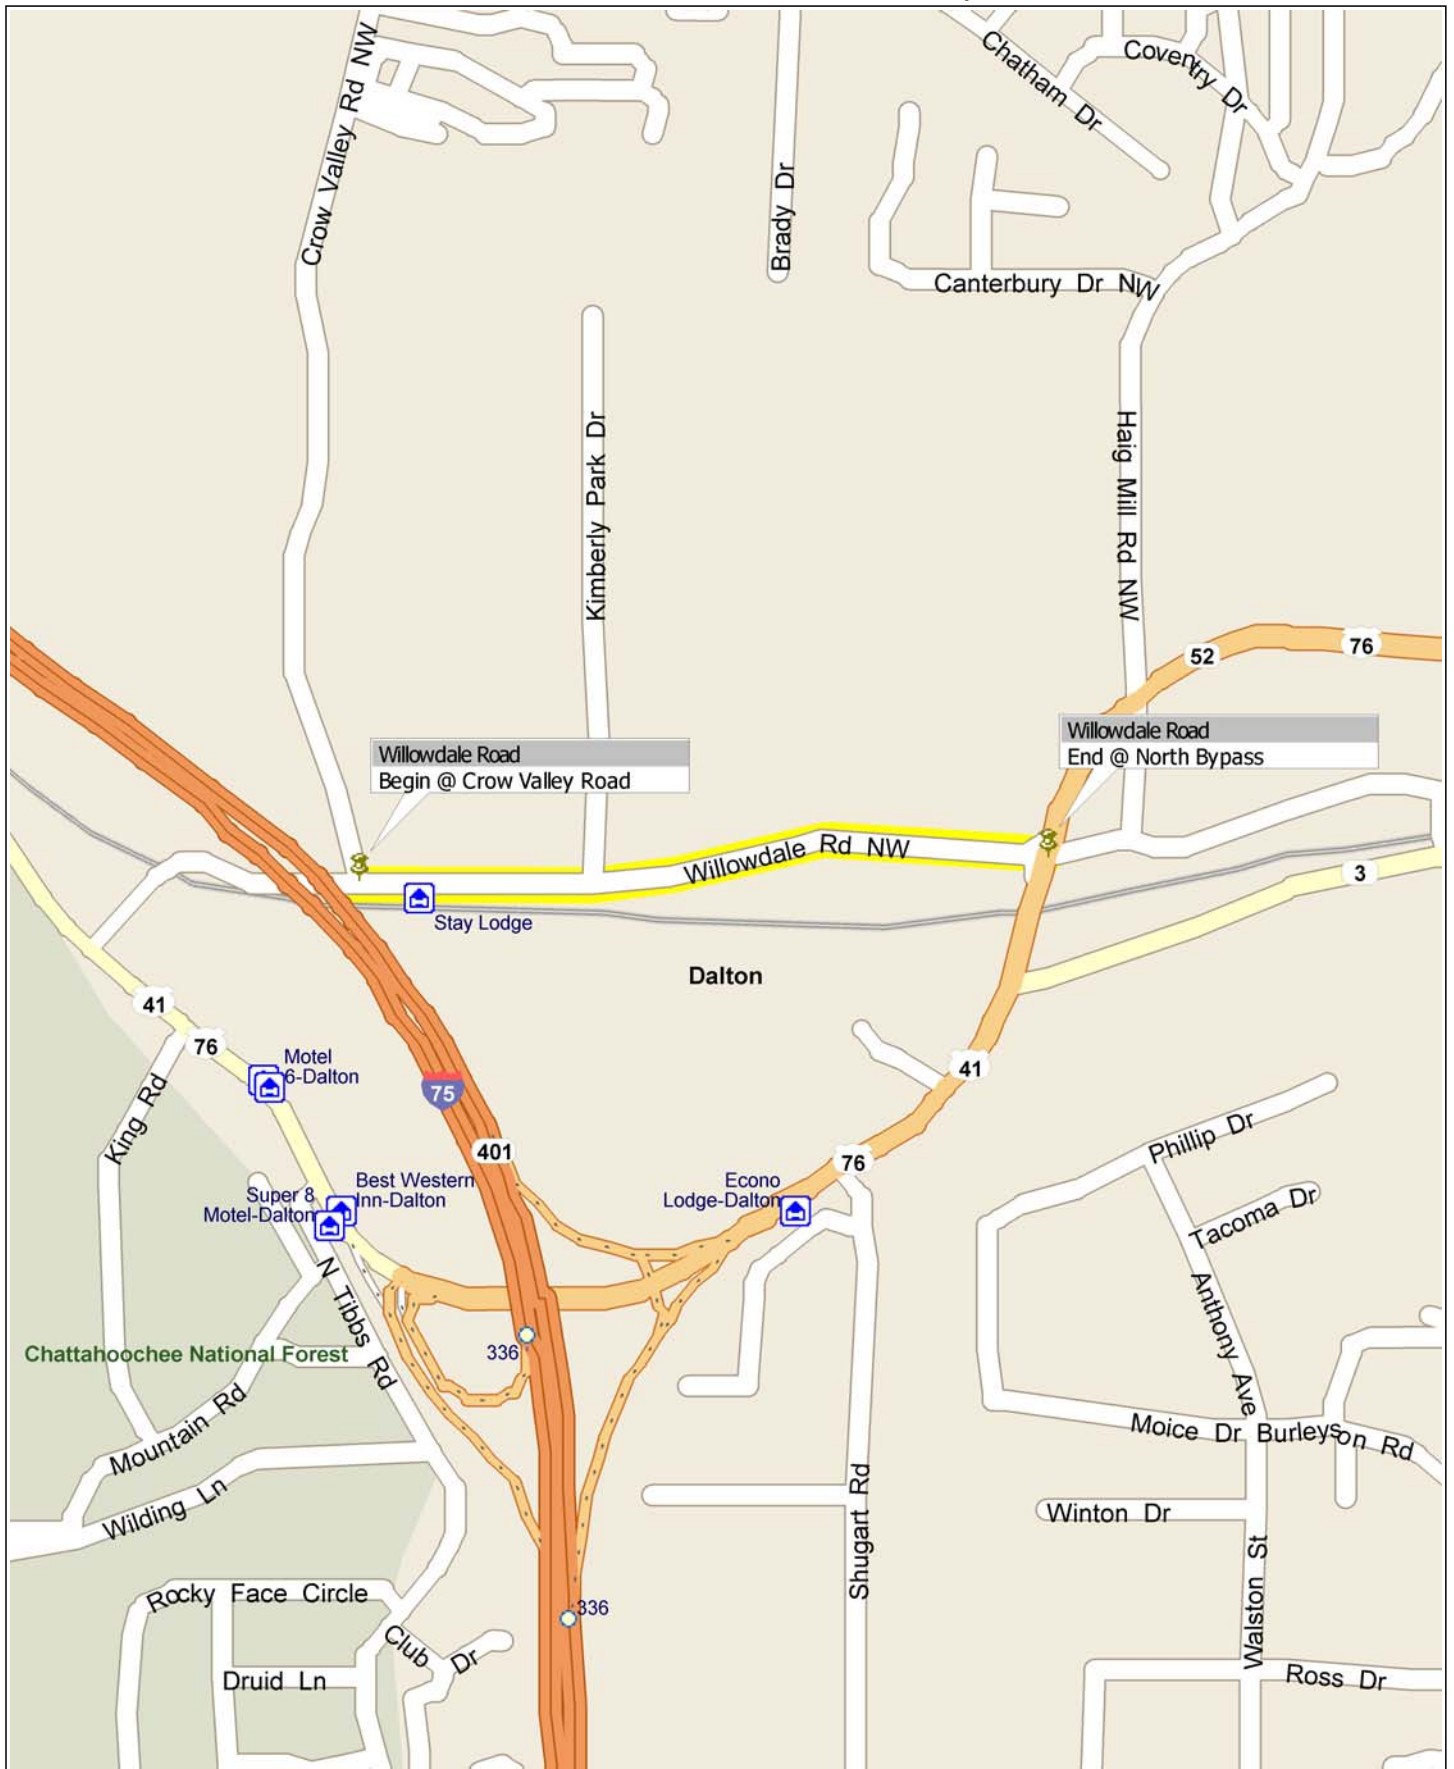 Crow Valley Rd NW
Chatham Dr
Coventry Dr
Brady Dr
Canterbury Dr NW
Kimberly Park Dr
Haig Mill Rd NW
52
76
Willowdale Road
End @ North Bypass
Willowdale Road
Begin @ Crow Valley Road
Willowdale Rd NW
3
Stay Lodge
Dalton
41
76
Motel
6-Dalton
75
41
King Rd
401
76
Phillip Dr
Best Western
Inn-Dalton
Super 8
Motel-Dalton
Econo
Lodge-Dalton
Tacoma Dr
N Tibbs Rd
Anthony Ave
336
Chattahoochee National Forest
Mountain Rd
Moice Dr
Burleyson Rd
Wilding Ln
Winton Dr
Shugart Rd
Walston St
Rocky Face Circle
336
Club Dr
Druid Ln
Ross Dr